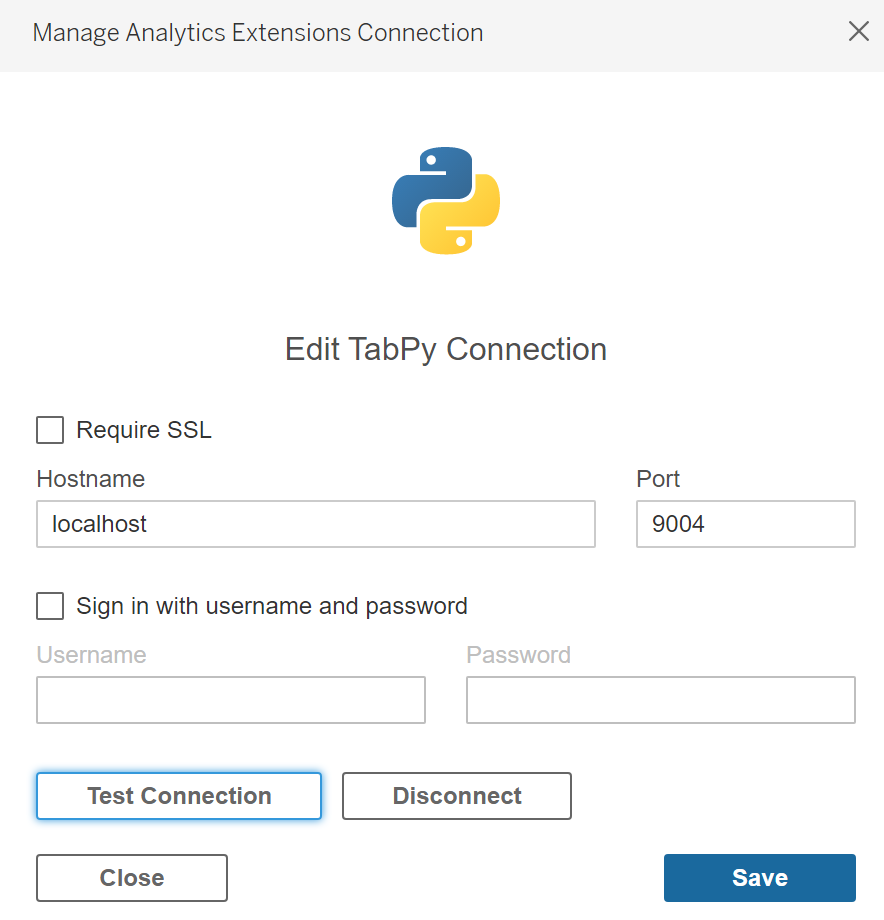 Manage Analytics Extensions Connection
Edit TabPy Connection
Require SSL
Hostname
Port
localhost
9004
Sign in with username and password
Username
Password
Test Connection
Disconnect
Close
Save